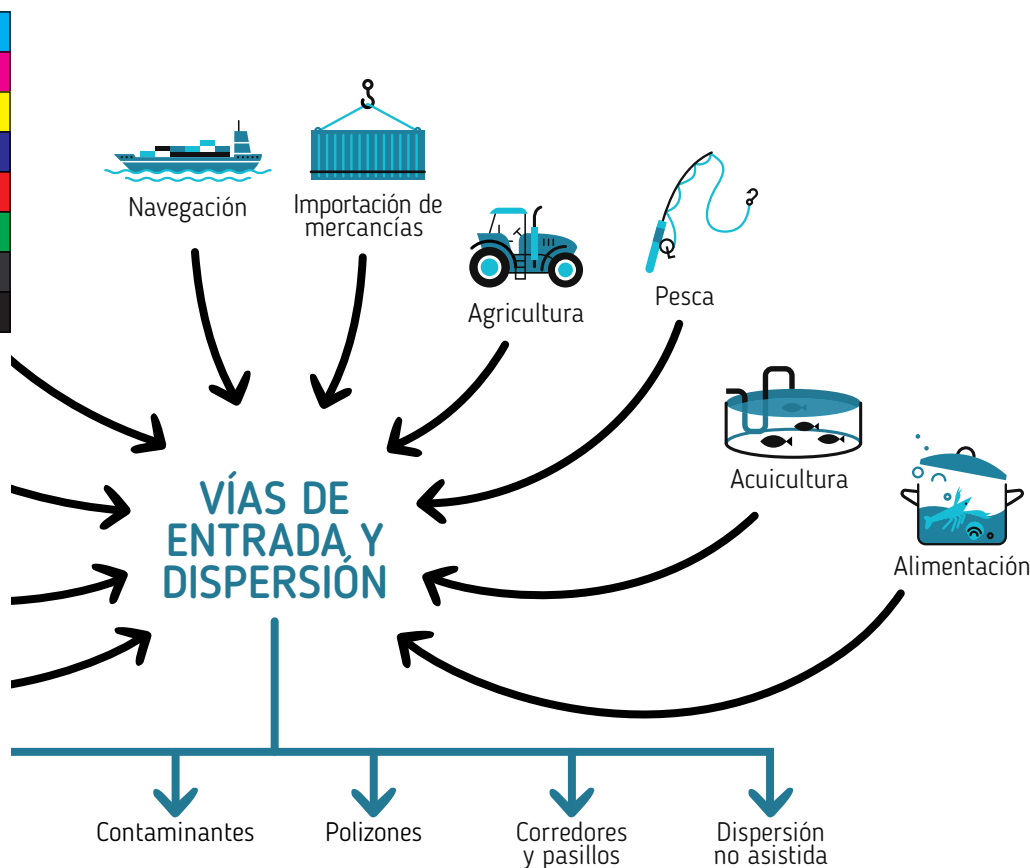 Navegación
Importación de
mercancías
Agricultura
Pesca
Acuicultura
Alimentación
VÍAS DE
ENTRADA Y
DISPERSIÓN
Contaminantes
Polizones
Corredores
y pasillos
Dispersión
no asistida